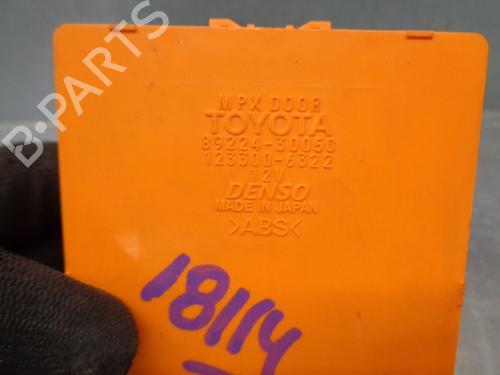 B-PARTS
MPX DOOR
TOYOTA
89224-30050
123300-6322
12V
DENSO
MADE IN JAPAN
>ABS<
18114